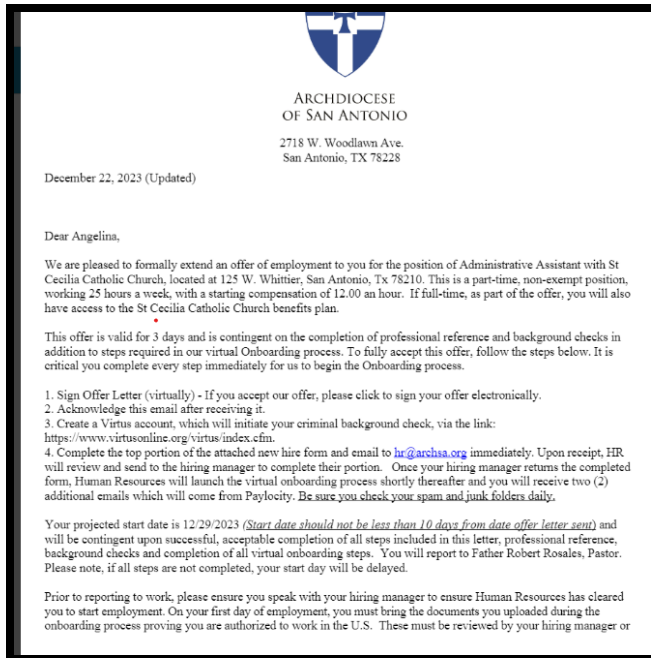 ARCHDIOCESE
OF SAN ANTONIO
2718 W. Woodlawn Ave.
San Antonio, TX 78228
December 22, 2023 (Updated)
Dear Angelina,
We are pleased to formally extend an offer of employment to you for the position of Administrative Assistant with St
Cecilia Catholic Church, located at 125 W. Whittier, San Antonio, Tx 78210. This is a part-time, non-exempt position,
working 25 hours a week, with a starting compensation of 12.00 an hour. If full-time, as part of the offer, you will also
have access to the St Cecilia Catholic Church benefits plan.
This offer is valid for 3 days and is contingent on the completion of professional reference and background checks in
addition to steps required in our virtual Onboarding process. To fully accept this offer, follow the steps below. It is
critical you complete every step immediately for us to begin the Onboarding process.
1. Sign Offer Letter (virtually) - If you accept our offer, please click to sign your offer electronically.
2. Acknowledge this email after receiving it.
3. Create a Virtus account, which will initiate your criminal background check, via the link:
https://www.virtusonline.org/virtus/index.cfm.
4. Complete the top portion of the attached new hire form and email to hr@archsa.org immediately. Upon receipt, HR
will review and send to the hiring manager to complete their portion. Once your hiring manager returns the completed
form, Human Resources will launch the virtual onboarding process shortly thereafter and you will receive two (2)
additional emails which will come from Paylocity. Be sure you check your spam and junk folders daily.
Your projected start date is 12/29/2023 (Start date should not be less than 10 days from date offer letter sent) and
will be contingent upon successful, acceptable completion of all steps included in this letter, professional reference,
background checks and completion of all virtual onboarding steps. You will report to Father Robert Rosales, Pastor.
Please note, if all steps are not completed, your start day will be delayed.
Prior to reporting to work, please ensure you speak with your hiring manager to ensure Human Resources has cleared
you to start employment. On your first day of employment, you must bring the documents you uploaded during the
onboarding process proving you are authorized to work in the U.S. These must be reviewed by your hiring manager or